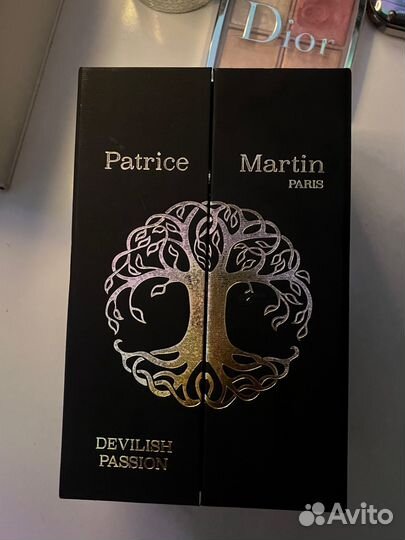 Dior
Patrice Martin
PARIS
DEVILISH
PASSION
Avito